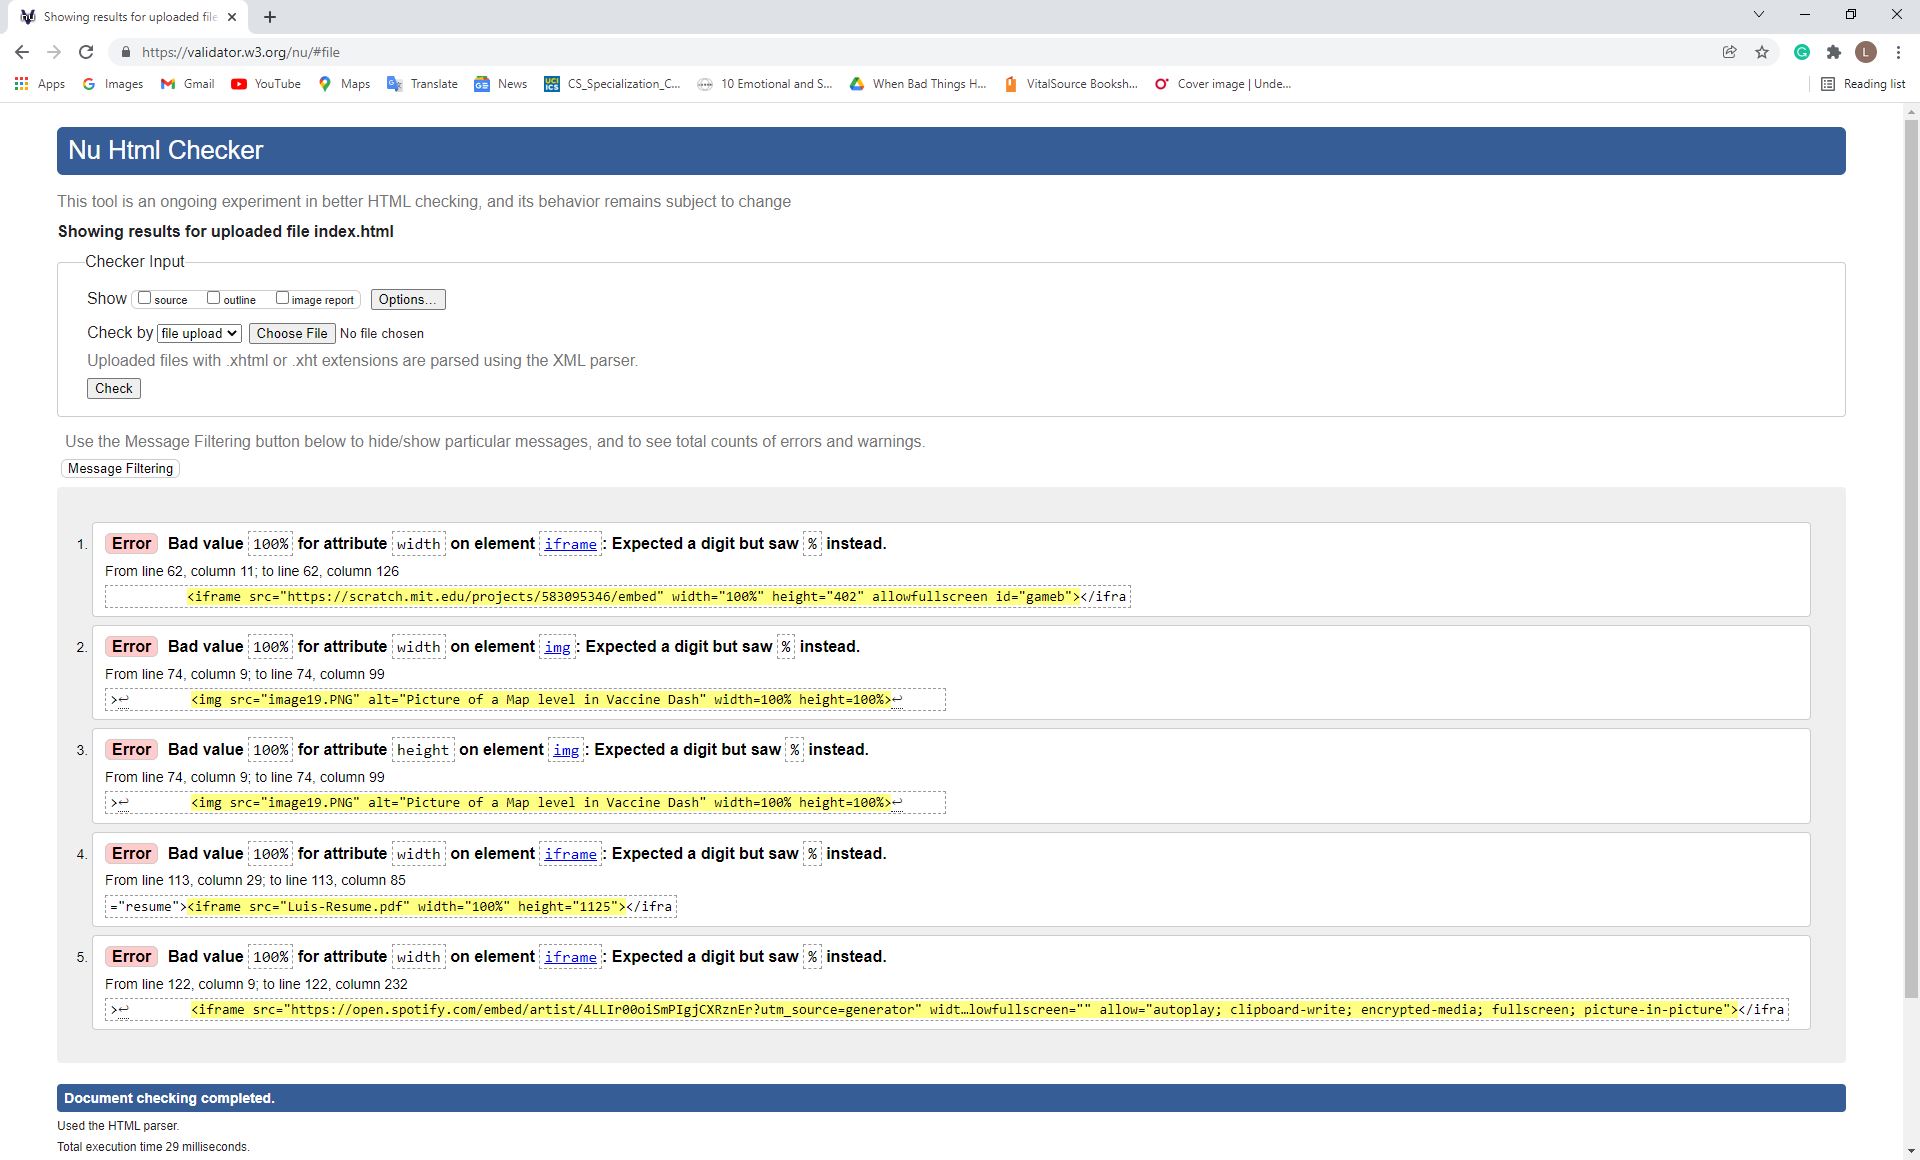 Showing results for uploaded file
https://validator.w3.org/nu/#file
L
Apps Images Gmail YouTube Maps Translate News CS_Specialization_C... 10 Emotional and S... When Bad Things H... VitalSource Booksh... Cover image | Unde... Reading list
Nu Html Checker
This tool is an ongoing experiment in better HTML checking, and its behavior remains subject to change
Showing results for uploaded file index.html
Checker Input
Show source outline image report Options...
Check by file upload Choose File No file chosen
Uploaded files with .xhtml or .xht extensions are parsed using the XML parser.
Check
Use the Message Filtering button below to hide/show particular messages, and to see total counts of errors and warnings.
Message Filtering
1. Error Bad value 100% for attribute width on element iframe: Expected a digit but saw % instead.
From line 62, column 11; to line 62, column 126
<iframe src="https://scratch.mit.edu/projects/583095346/embed" width="100%" height="402" allowfullscreen id="gameb"></ifra
2. Error Bad value 100% for attribute width on element img: Expected a digit but saw % instead.
From line 74, column 9; to line 74, column 99
>↩ <img src="image19.PNG" alt="Picture of a Map level in Vaccine Dash" width=100% height=100%>↩
3. Error Bad value 100% for attribute height on element img: Expected a digit but saw % instead.
From line 74, column 9; to line 74, column 99
>↩ <img src="image19.PNG" alt="Picture of a Map level in Vaccine Dash" width=100% height=100%>↩
4. Error Bad value 100% for attribute width on element iframe: Expected a digit but saw % instead.
From line 113, column 29; to line 113, column 85
="resume"><iframe src="Luis-Resume.pdf" width="100%" height="1125"></ifra
5. Error Bad value 100% for attribute width on element iframe: Expected a digit but saw % instead.
From line 122, column 9; to line 122, column 232
>↩ <iframe src="https://open.spotify.com/embed/artist/4LLIr00oiSmPIgjCXRznEr?utm_source=generator" widt…lowfullscreen="" allow="autoplay; clipboard-write; encrypted-media; fullscreen; picture-in-picture"></ifra
Document checking completed.
Used the HTML parser.
Total execution time 29 milliseconds.